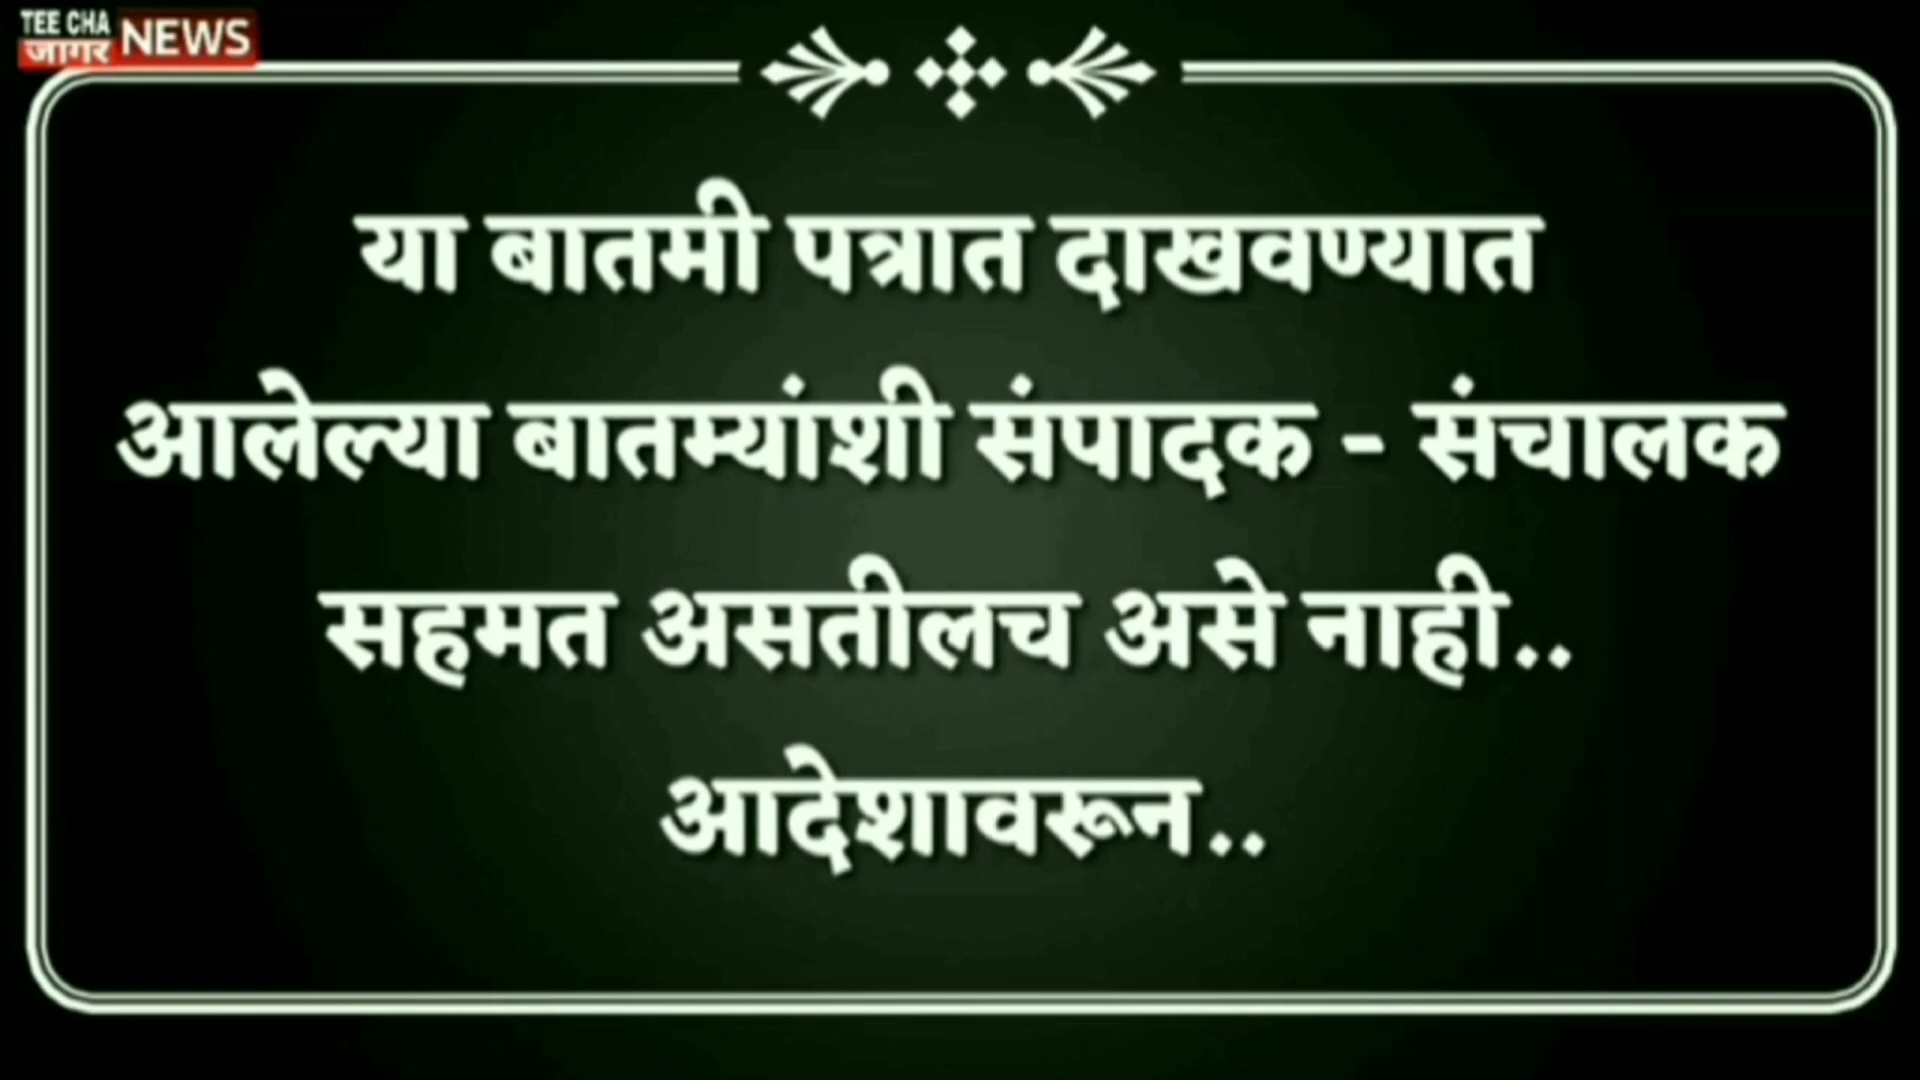 TEE CHA
जागर NEWS
या बातमी पत्रात दाखवण्यात
आलेल्या बातम्यांशी संपादक - संचालक
सहमत असतीलच असे नाही..
आदेशावरून..